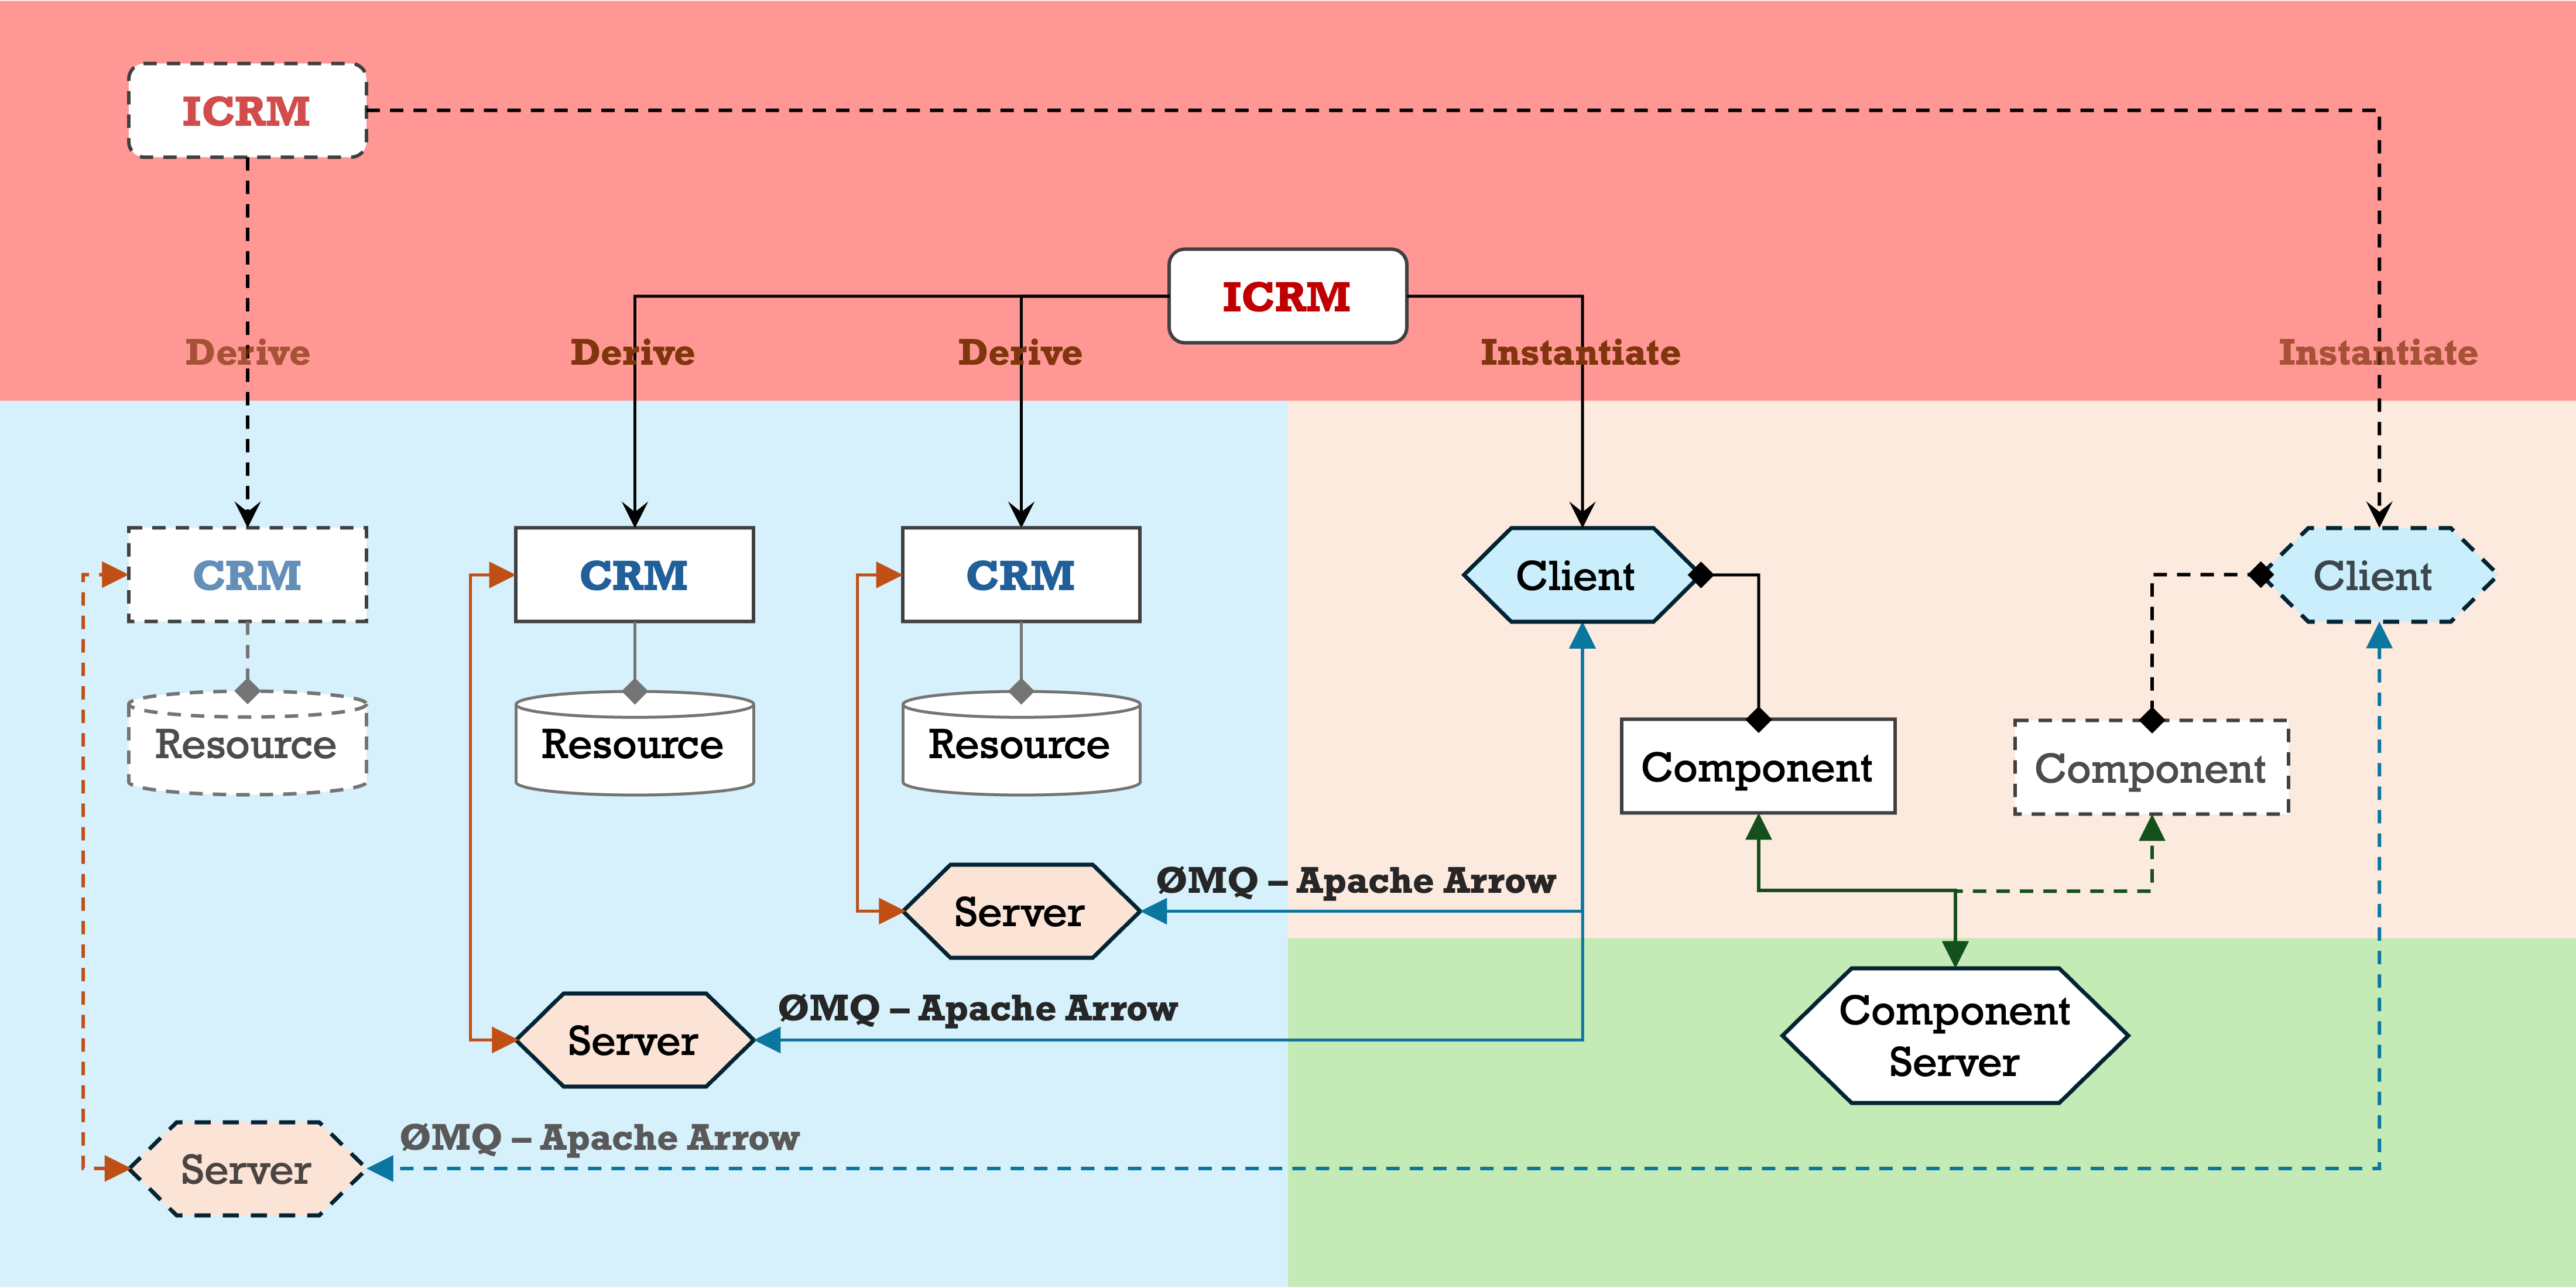 ICRM
ICRM
Derive
Derive
Derive
Instantiate
Instantiate
CRM
CRM
CRM
Client
Client
Resource
Resource
Resource
Component
Component
ØMQ – Apache Arrow
Server
ØMQ – Apache Arrow
Server
Component
Server
ØMQ – Apache Arrow
Server